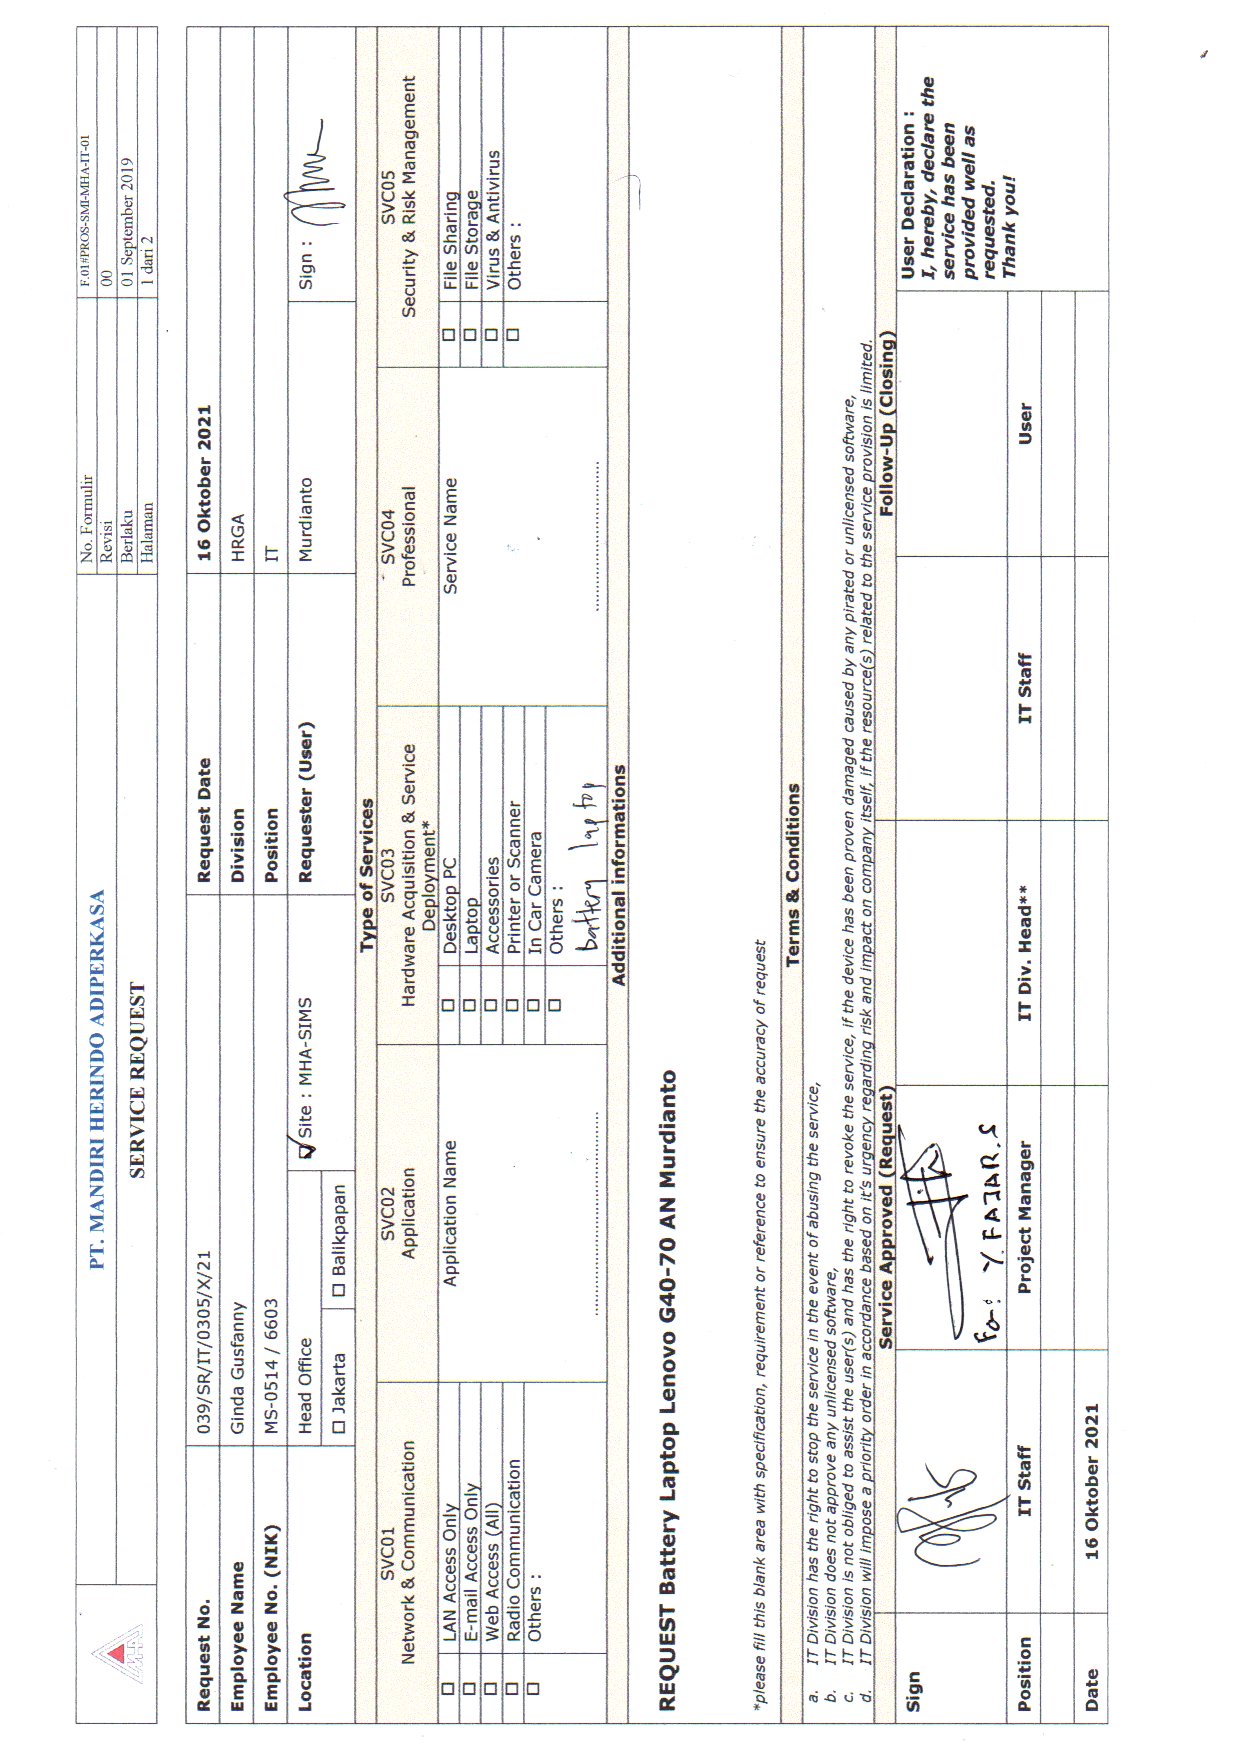 PT. MANDIRI HERINDO ADIPERKASA
SERVICE REQUEST
No. Formulir F.01#PROS-SMI-MHA-IT-01
Revisi 00
Berlaku 01 September 2019
Halaman 1 dari 2
MHA
Request No. 039/SR/IT/0305/X/21 Request Date 16 Oktober 2021
Employee Name Ginda Gusfanny Division HRGA
Employee No. (NIK) MS-0514 / 6603 Position IT
Location Head Office ☑ Site : MHA-SIMS Requester (User) Murdianto Sign :
☐ Jakarta ☐ Balikpapan
Type of Services
SVC01
Network & Communication
SVC02
Application
SVC03
Hardware Acquisition & Service
Deployment*
SVC04
Professional
SVC05
Security & Risk Management
☐ LAN Access Only
☐ E-mail Access Only
☐ Web Access (All)
☐ Radio Communication
☐ Others :
Application Name
☐ Desktop PC
☐ Laptop
☐ Accessories
☐ Printer or Scanner
☐ In Car Camera
☐ Others :
battery laptop
Service Name
☐ File Sharing
☐ File Storage
☐ Virus & Antivirus
☐ Others :
Additional informations
REQUEST Battery Laptop Lenovo G40-70 AN Murdianto
*please fill this blank area with specification, requirement or reference to ensure the accuracy of request
Terms & Conditions
a. IT Division has the right to stop the service in the event of abusing the service,
b. IT Division does not approve any unlicensed software,
c. IT Division is not obliged to assist the user(s) and has the right to revoke the service, if the device has been proven damaged caused by any pirated or unlicensed software,
d. IT Division will impose a priority order in accordance based on it's urgency regarding risk and impact on company itself, if the resource(s) related to the service provision is limited.
Service Approved (Request) Follow-Up (Closing)
Sign
For: Y. FAJAR.S
User Declaration :
I, hereby, declare the
service has been
provided well as
requested.
Thank you!
Position IT Staff Project Manager IT Div. Head** IT Staff User
Date 16 Oktober 2021